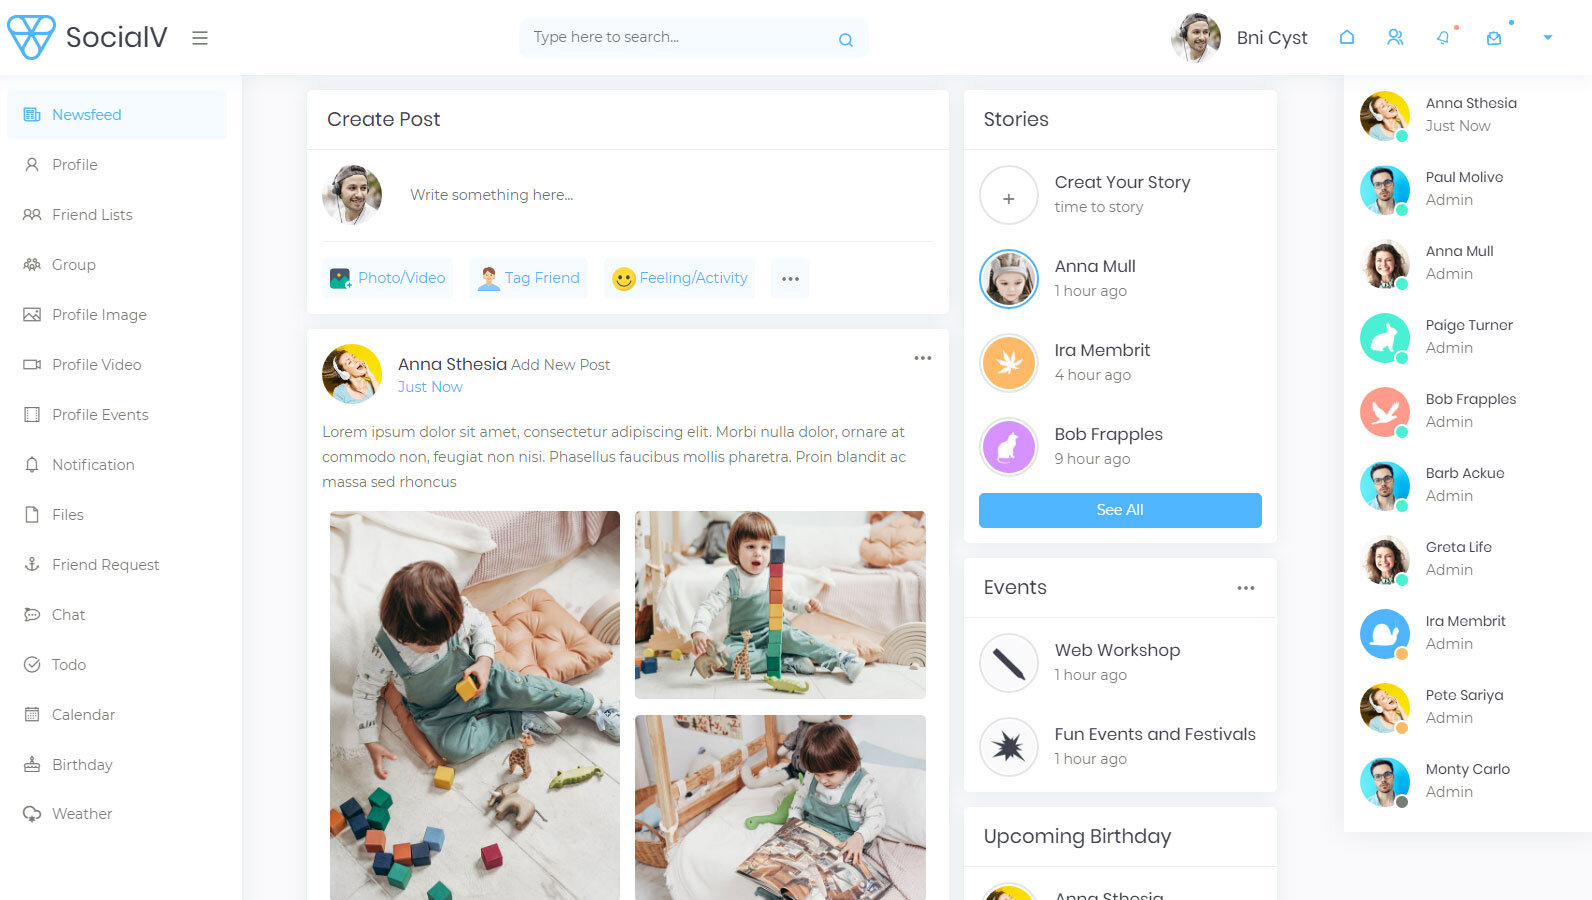 SocialV
Type here to search...
Bni Cyst
Newsfeed
Profile
Friend Lists
Group
Profile Image
Profile Video
Profile Events
Notification
Files
Friend Request
Chat
Todo
Calendar
Birthday
Weather
Create Post
Write something here...
Photo/Video
Tag Friend
Feeling/Activity
Anna Sthesia Add New Post
Just Now
Lorem ipsum dolor sit amet, consectetur adipiscing elit. Morbi nulla dolor, ornare at
commodo non, feugiat non nisi. Phasellus faucibus mollis pharetra. Proin blandit ac
massa sed rhoncus
Stories
Creat Your Story
time to story
Anna Mull
1 hour ago
Ira Membrit
4 hour ago
Bob Frapples
9 hour ago
See All
Events
Web Workshop
1 hour ago
Fun Events and Festivals
1 hour ago
Upcoming Birthday
Anna Sthesia
Anna Sthesia
Just Now
Paul Molive
Admin
Anna Mull
Admin
Paige Turner
Admin
Bob Frapples
Admin
Barb Ackue
Admin
Greta Life
Admin
Ira Membrit
Admin
Pete Sariya
Admin
Monty Carlo
Admin